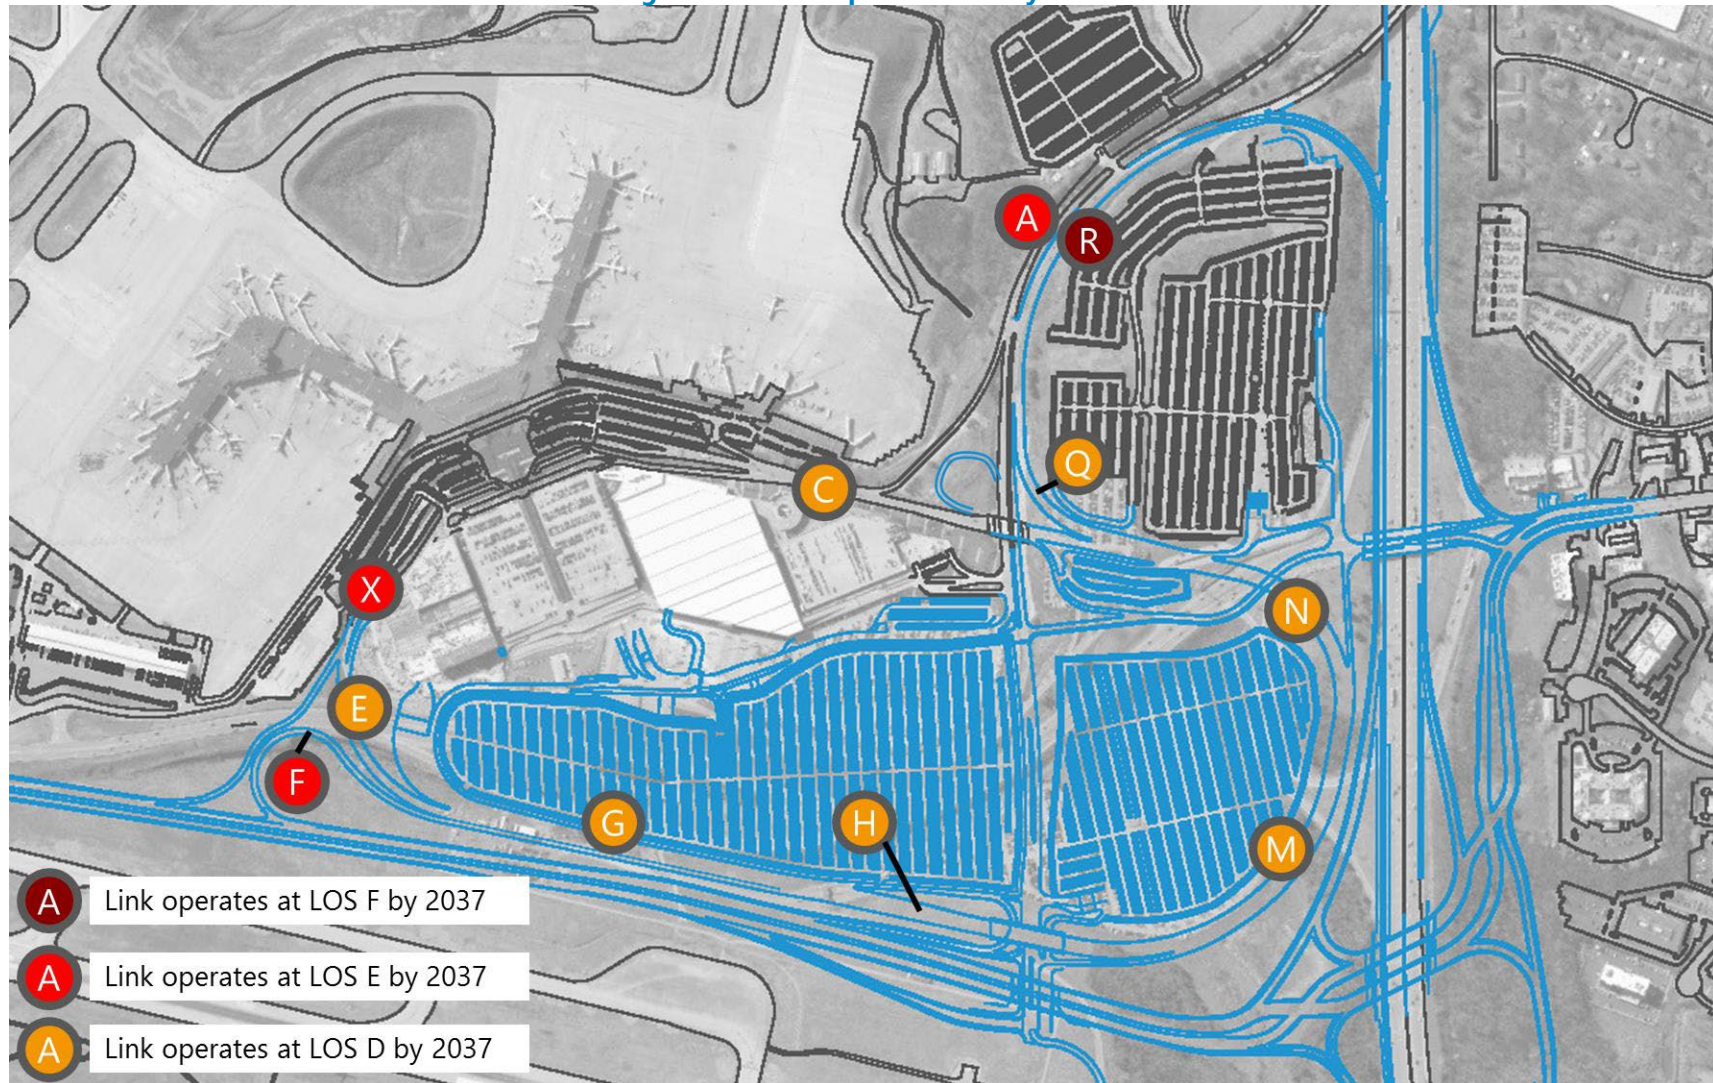 A
R
Q
C
X
N
E
F
G
H
M
A Link operates at LOS F by 2037
A Link operates at LOS E by 2037
A Link operates at LOS D by 2037